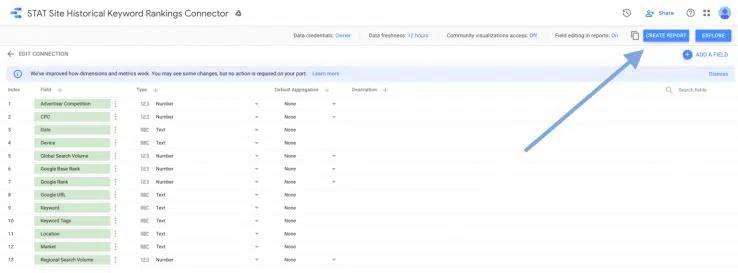 STAT Site Historical Keyword Rankings Connector
Share
Data credentials: Owner Data freshness: 12 hours. Community visualizations access: Off Field editing in reports: On CREATE REPORT EXPLORE
EDIT CONNECTION ADD A FIELD
We've improved how dimensions and metrics work. You may see some changes, but no action is required on your part. Learn more Dismiss
Index Field Type Default Aggregation Description Search fields
1 Advertiser Competition 123 Number None
2 CPC 123 Number None
3 Date RBC Text None
4 Device RBC Text None
5 Global Search Volume 123 Number None
6 Google Base Rank 123 Number None
7 Google Rank 123 Number None
8 Google URL RBC Text None
9 Keyword RBC Text None
10 Keyword Tags RBC Text None
11 Location RBC Text None
12 Market RBC Text None
13 Regional Search Volume 123 Number None